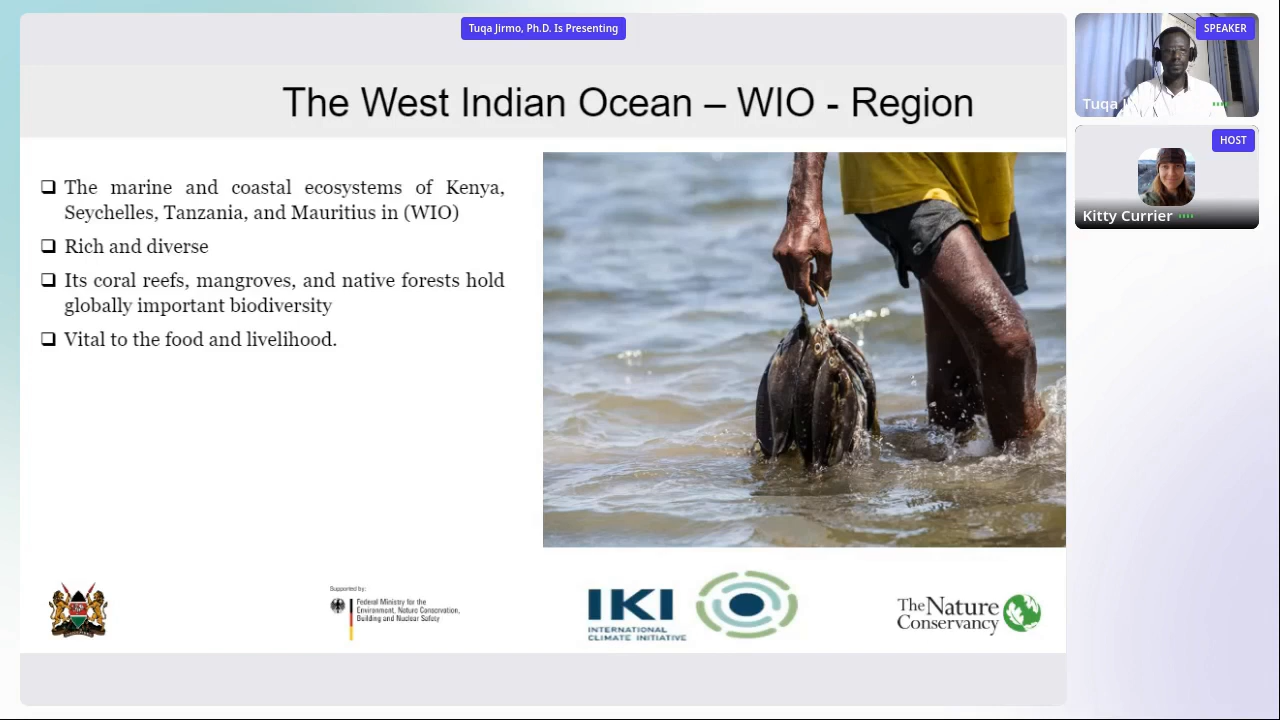 Tuqa Jirmo, Ph.D. Is Presenting
SPEAKER
Tuqa
HOST
Kitty Currier
The West Indian Ocean – WIO - Region
The marine and coastal ecosystems of Kenya,
Seychelles, Tanzania, and Mauritius in (WIO)
Rich and diverse
Its coral reefs, mangroves, and native forests hold
globally important biodiversity
Vital to the food and livelihood.
Supported by:
Federal Ministry for the
Environment, Nature Conservation,
Building and Nuclear Safety
IKI
INTERNATIONAL
CLIMATE INITIATIVE
The Nature
Conservancy